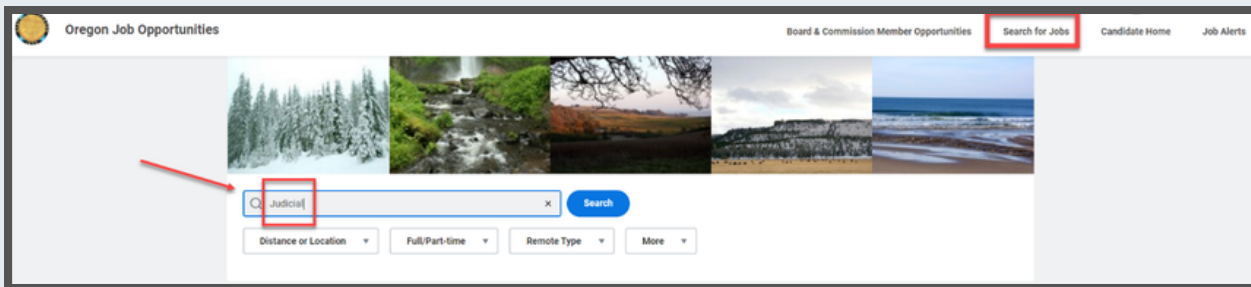 Oregon Job Opportunities Board & Commission Member Opportunities Search for Jobs Candidate Home Job Alerts
Judicial × Search
Distance or Location Full/Part-time Remote Type More